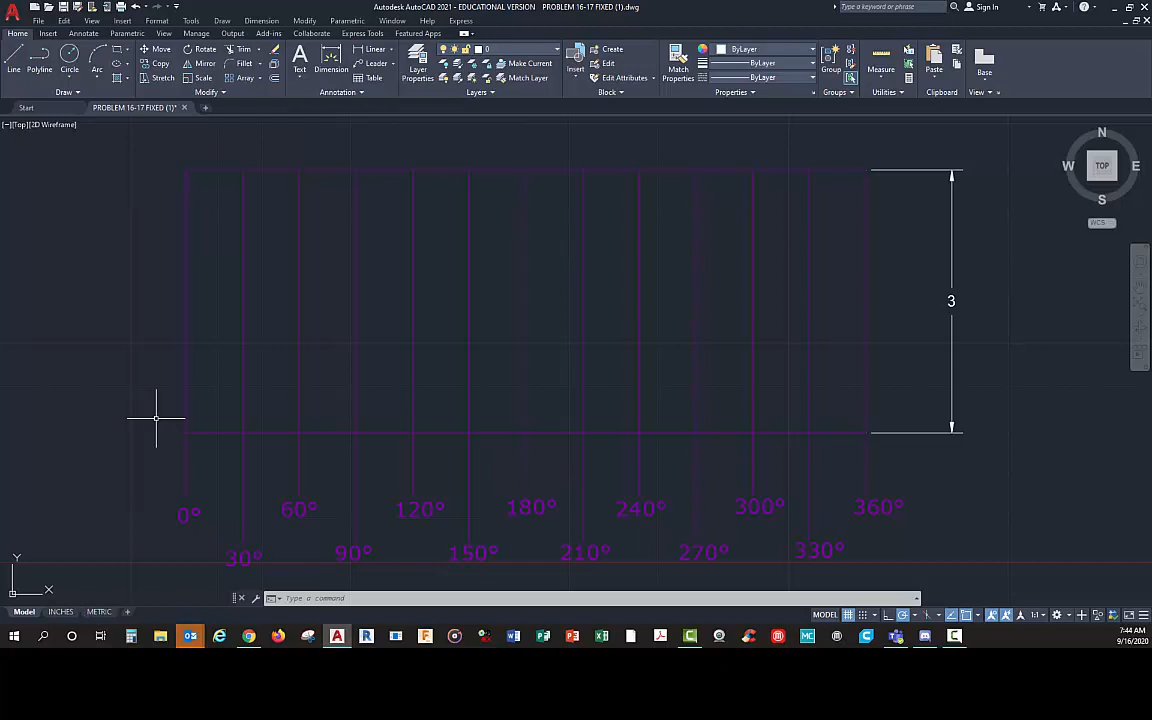 Autodesk AutoCAD 2021 - EDUCATIONAL VERSION PROBLEM 16-17 FIXED (1).dwg
Type a keyword or phrase
Sign In
File Edit View Insert Format Tools Draw Dimension Modify Parametric Window Help Express
Home Insert Annotate Parametric View Manage Output Add-ins Collaborate Express Tools Featured Apps
Line Polyline Circle Arc
Move Rotate Trim
Copy Mirror Fillet
Stretch Scale Array
Text Dimension
Linear
Leader
Table
Layer Properties
0
Make Current
Match Layer
Insert
Create
Edit
Edit Attributes
Match Properties
ByLayer
ByLayer
ByLayer
Group
Measure
Paste
Base
Draw Modify Annotation Layers Block Properties Groups Utilities Clipboard View
Start PROBLEM 16-17 FIXED (1)*
[−][Top][2D Wireframe]
N
W TOP E
S
WCS
3
0° 60° 120° 180° 240° 300° 360°
30° 90° 150° 210° 270° 330°
Y
X
Type a command
Model INCHES METRIC
MODEL
1:1
7:44 AM
9/16/2020